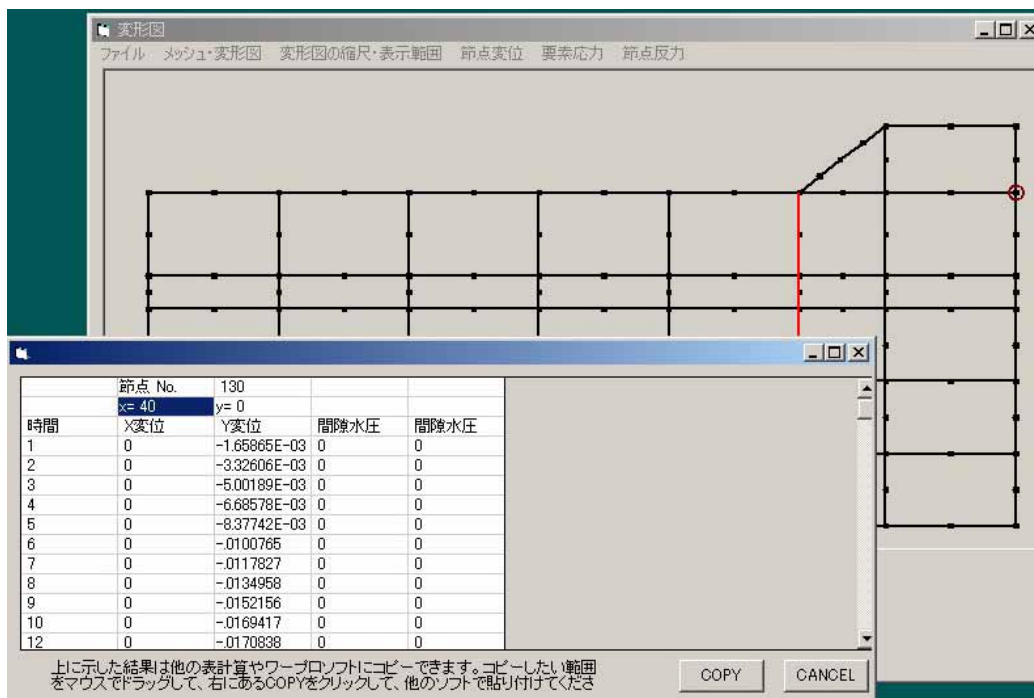 変形図
ファイル メッシュ・変形図 変形図の縮尺・表示範囲 節点変位 要素応力 節点反力
節点 No. 130
x= 40 y= 0
時間 X変位 Y変位 間隙水圧 間隙水圧
1 0 -1.65865E-03 0 0
2 0 -3.32606E-03 0 0
3 0 -5.00189E-03 0 0
4 0 -6.68578E-03 0 0
5 0 -8.37742E-03 0 0
6 0 -.0100765 0 0
7 0 -.0117827 0 0
8 0 -.0134958 0 0
9 0 -.0152156 0 0
10 0 -.0169417 0 0
12 0 -.0170838 0 0
上に示した結果は他の表計算やワープロソフトにコピーできます。コピーしたい範囲
をマウスでドラッグして、右にあるCOPYをクリックして、他のソフトで貼り付けてくださ
COPY CANCEL